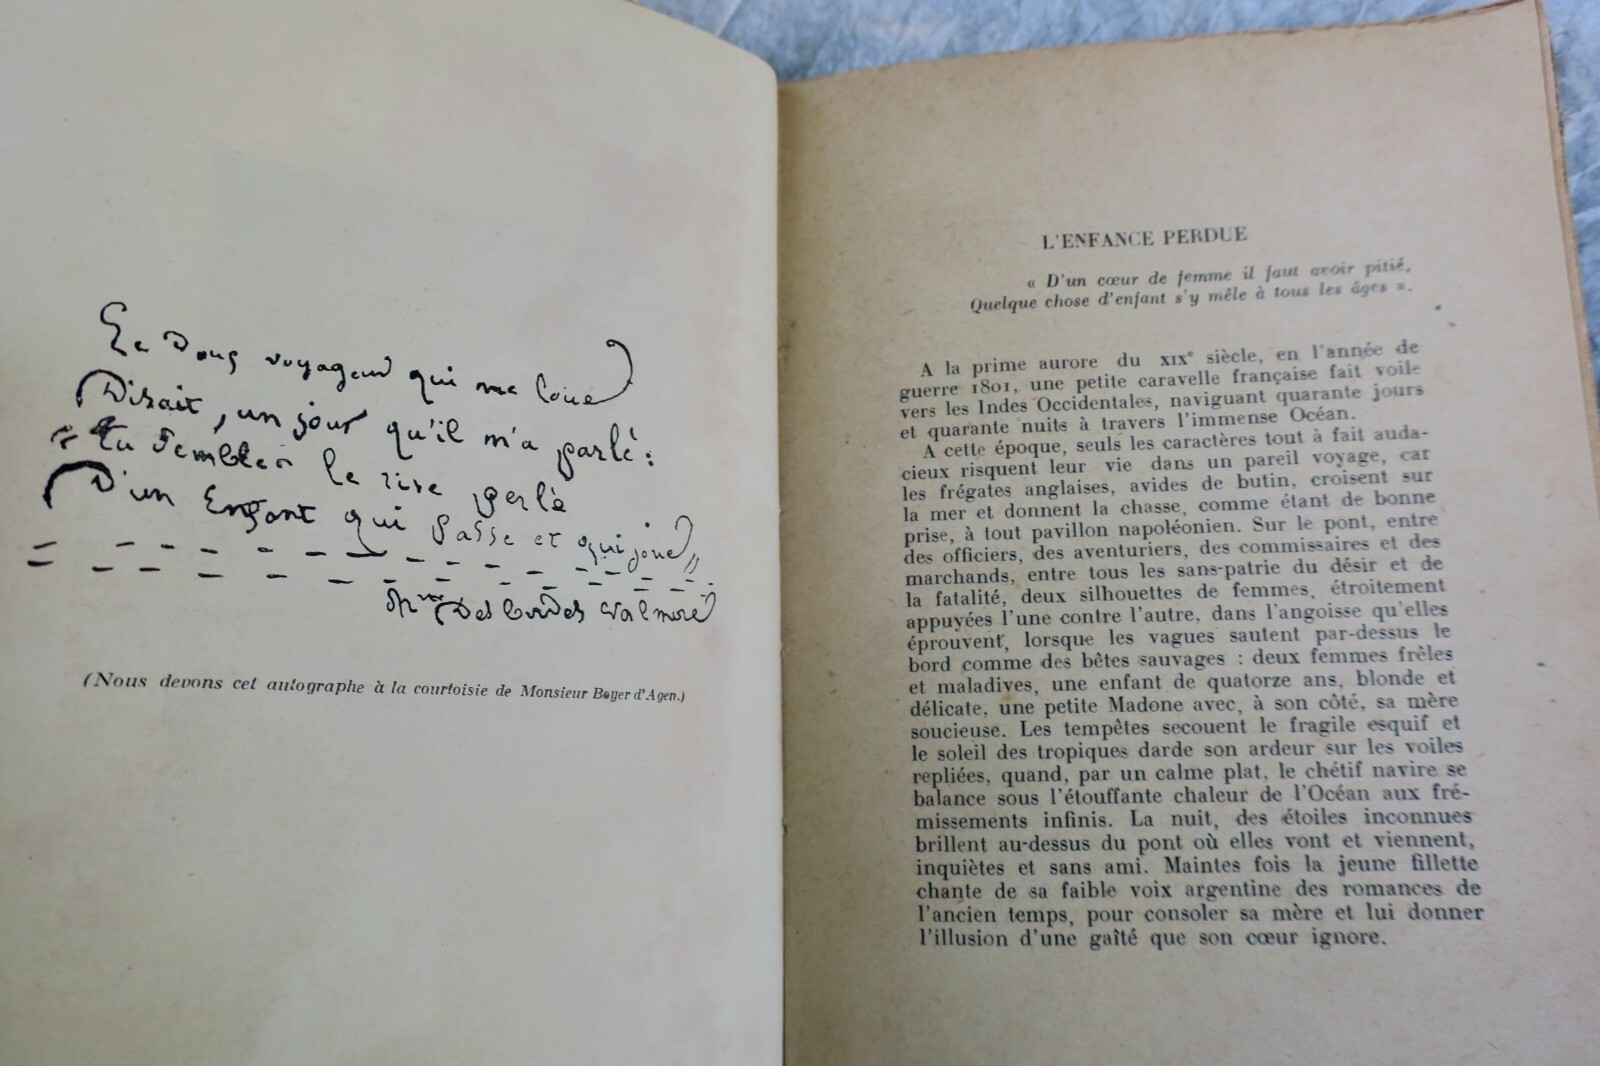 Le Doux voyageur qui me loue
Disait, un jour qu'il m'a parlé:
« tu sembles le rire perlé
D'un Enfant qui passe et qui joue »
Mme Desbordes Valmore
(Nous devons cet autographe à la courtoisie de Monsieur Boyer d'Agen.)
L'ENFANCE PERDUE
« D'un cœur de femme il faut avoir pitié,
Quelque chose d'enfant s'y mêle à tous les âges ».
A la prime aurore du XIXe siècle, en l'année de
guerre 1801, une petite caravelle française fait voile
vers les Indes Occidentales, naviguant quarante jours
et quarante nuits à travers l'immense Océan.
A cette époque, seuls les caractères tout à fait auda-
cieux risquent leur vie dans un pareil voyage, car
les frégates anglaises, avides de butin, croisent sur
la mer et donnent la chasse, comme étant de bonne
prise, à tout pavillon napoléonien. Sur le pont, entre
des officiers, des aventuriers, des commissaires et des
marchands, entre tous les sans-patrie du désir et de
la fatalité, deux silhouettes de femmes, étroitement
appuyées l'une contre l'autre, dans l'angoisse qu'elles
éprouvent, lorsque les vagues sautent par-dessus le
bord comme des bêtes sauvages : deux femmes frêles
et maladives, une enfant de quatorze ans, blonde et
délicate, une petite Madone avec, à son côté, sa mère
soucieuse. Les tempêtes secouent le fragile esquif et
le soleil des tropiques darde son ardeur sur les voiles
repliées, quand, par un calme plat, le chétif navire se
balance sous l'étouffante chaleur de l'Océan aux fré-
missements infinis. La nuit, des étoiles inconnues
brillent au-dessus du pont où elles vont et viennent,
inquiètes et sans ami. Maintes fois la jeune fillette
chante de sa faible voix argentine des romances de
l'ancien temps, pour consoler sa mère et lui donner
l'illusion d'une gaîté que son cœur ignore.